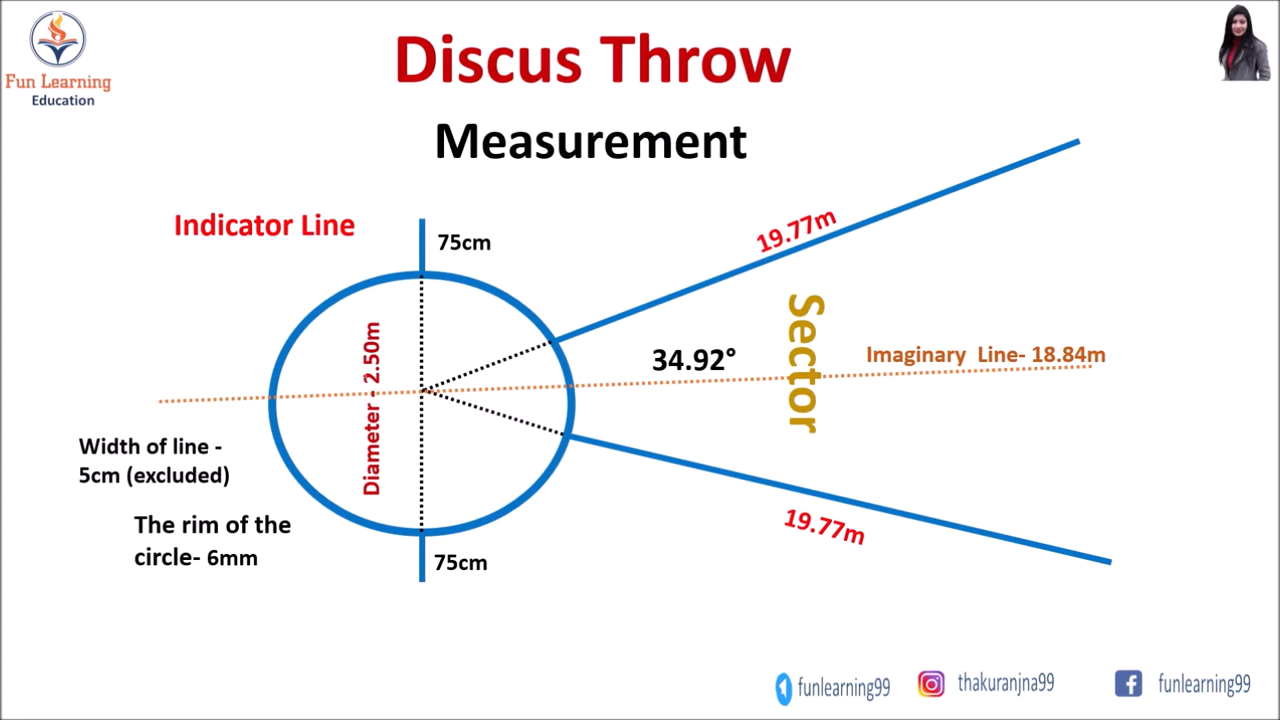 Fun Learning
Education
Discus Throw
Measurement
Indicator Line
75cm
19.77m
Diameter - 2.50m
34.92°
Sector
Imaginary Line- 18.84m
Width of line -
5cm (excluded)
The rim of the
circle- 6mm
75cm
19.77m
funlearning99
thakuranjna99
funlearning99